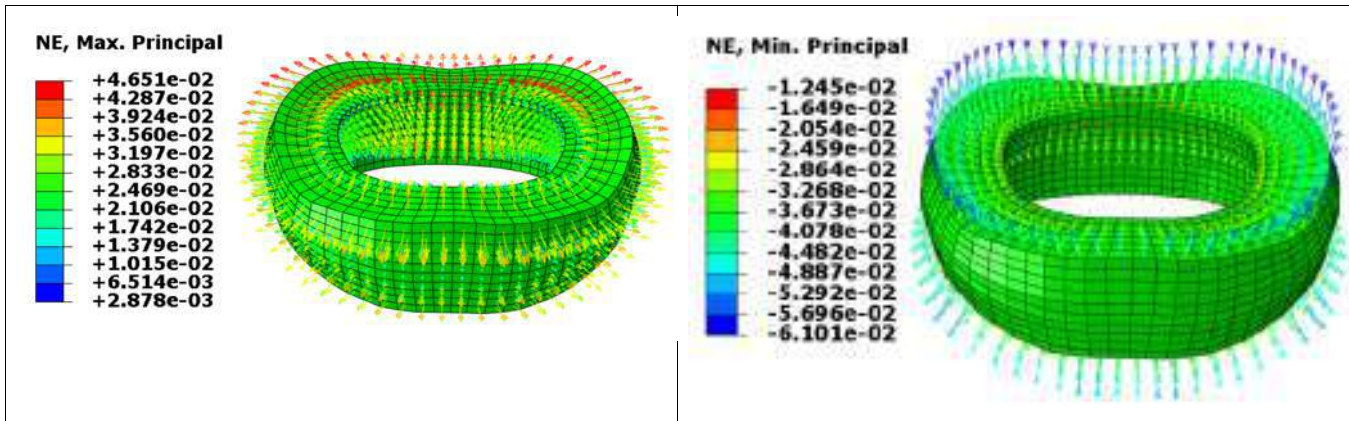 NE, Max. Principal
+4.651e-02
+4.287e-02
+3.924e-02
+3.560e-02
+3.197e-02
+2.833e-02
+2.469e-02
+2.106e-02
+1.742e-02
+1.379e-02
+1.015e-02
+6.514e-03
+2.878e-03
NE, Min. Principal
-1.245e-02
-1.649e-02
-2.054e-02
-2.459e-02
-2.864e-02
-3.268e-02
-3.673e-02
-4.078e-02
-4.482e-02
-4.887e-02
-5.292e-02
-5.696e-02
-6.101e-02